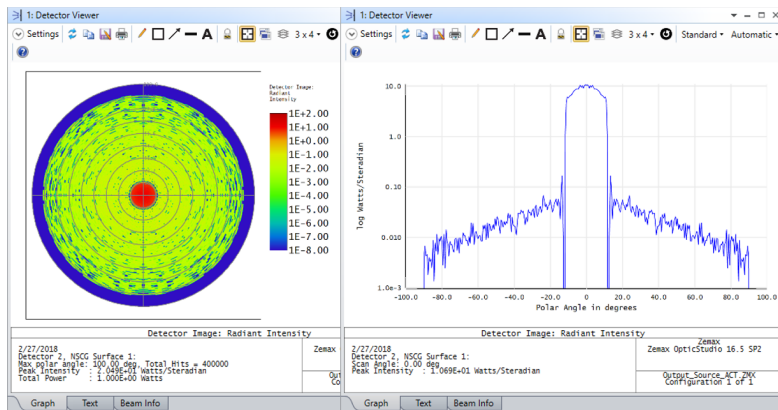 1: Detector Viewer
Settings
3 x 4
Detector Image:
Radiant
Intensity
1E+2.00
1E+1.00
1E+0.00
1E-1.00
1E-2.00
1E-3.00
1E-4.00
1E-5.00
1E-6.00
1E-7.00
1E-8.00
Detector Image: Radiant Intensity
2/27/2018
Detector 2, NSCG Surface 1:
Max polar angle: 100.00 deg, Total Hits = 400000
Peak Intensity : 2.049E+01 Watts/Steradian
Total Power : 1.000E+00 Watts
Zemax
Out
Co
Graph
Text
Beam Info
1: Detector Viewer
Settings
3 x 4
Standard
Automatic
10.0
1.0
0.10
0.010
1.0e-3
log Watts/Steradian
-100.0
-80.0
-60.0
-40.0
-20.0
0.0
20.0
40.0
60.0
80.0
100.0
Polar Angle in degrees
Detector Image: Radiant Intensity
2/27/2018
Detector 2, NSCG Surface 1:
Scan Angle: 0.00 deg
Peak Intensity : 1.069E+01 Watts/Steradian
Zemax
Zemax OpticStudio 16.5 SP2
Output_Source_ACT.ZMX
Configuration 1 of 1
Graph
Text
Beam Info